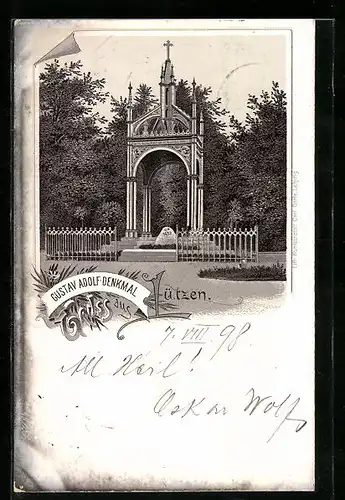 GUSTAV ADOLF-DENKMAL
Gruss aus Lützen.
7. VIII. 98.
All Heil!
Oskar Wolf